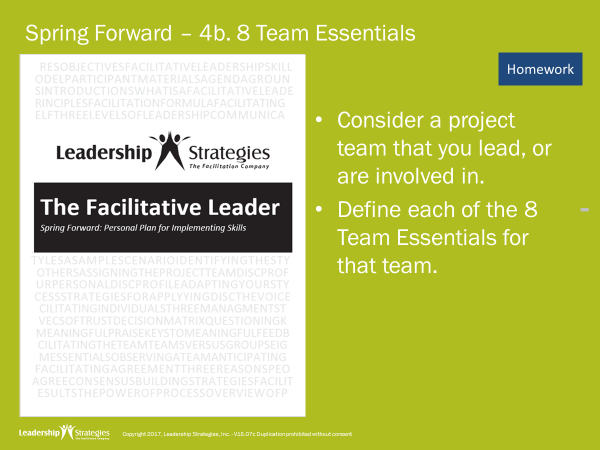 Spring Forward – 4b. 8 Team Essentials
Homework
RESOBJECTIVESFACILITATIVELEADERSHIPSKILL
ODELPARTICIPANTMATERIALSAGENDAGROUN
SINTRODUCTIONSWHATISAFACILITATIVELEADE
RINCIPLESFACILITATIONFORMULAFACILITATING
ELFTHREELEVELSOFLEADERSHIPCOMMUNICA
Leadership Strategies
The Facilitation Company
The Facilitative Leader
Spring Forward: Personal Plan for Implementing Skills
TYLESASAMPLESCENARIOIDENTIFYINGTHESTY
OTHERSASSIGNINGTHEPROJECTTEAMDISCPROF
URPERSONALDISCPROFILEADAPTINGYOURSTY
CESSSTRATEGIESFORAPPLYYINGDISCTHEVOICE
CILITATINGINDIVIDUALSTHREEMANAGMENTST
VECSOFTRUSTDECISIONMATRIXQUESTIONINGK
MEANINGFULPRAISEKEYSTOMEANINGFULFEEDB
CILITATINGTHETEAMTEAMSVERSUSGROUPSEIG
MESSENTIALSOBSERVINGATEAMANTICIPATING
FACILITATINGAGREEMENTTHREEREASONSPEO
AGREECONSENSUSBUILDINGSTRATEGIESFACILIT
ESULTSTHEPOWEROFPROCESSOVERVIEWOFP
• Consider a project
team that you lead, or
are involved in.
• Define each of the 8
Team Essentials for
that team.
Leadership Strategies
The Facilitation Company
Copyright 2017, Leadership Strategies, Inc. - V15.07c Duplication prohibited without consent